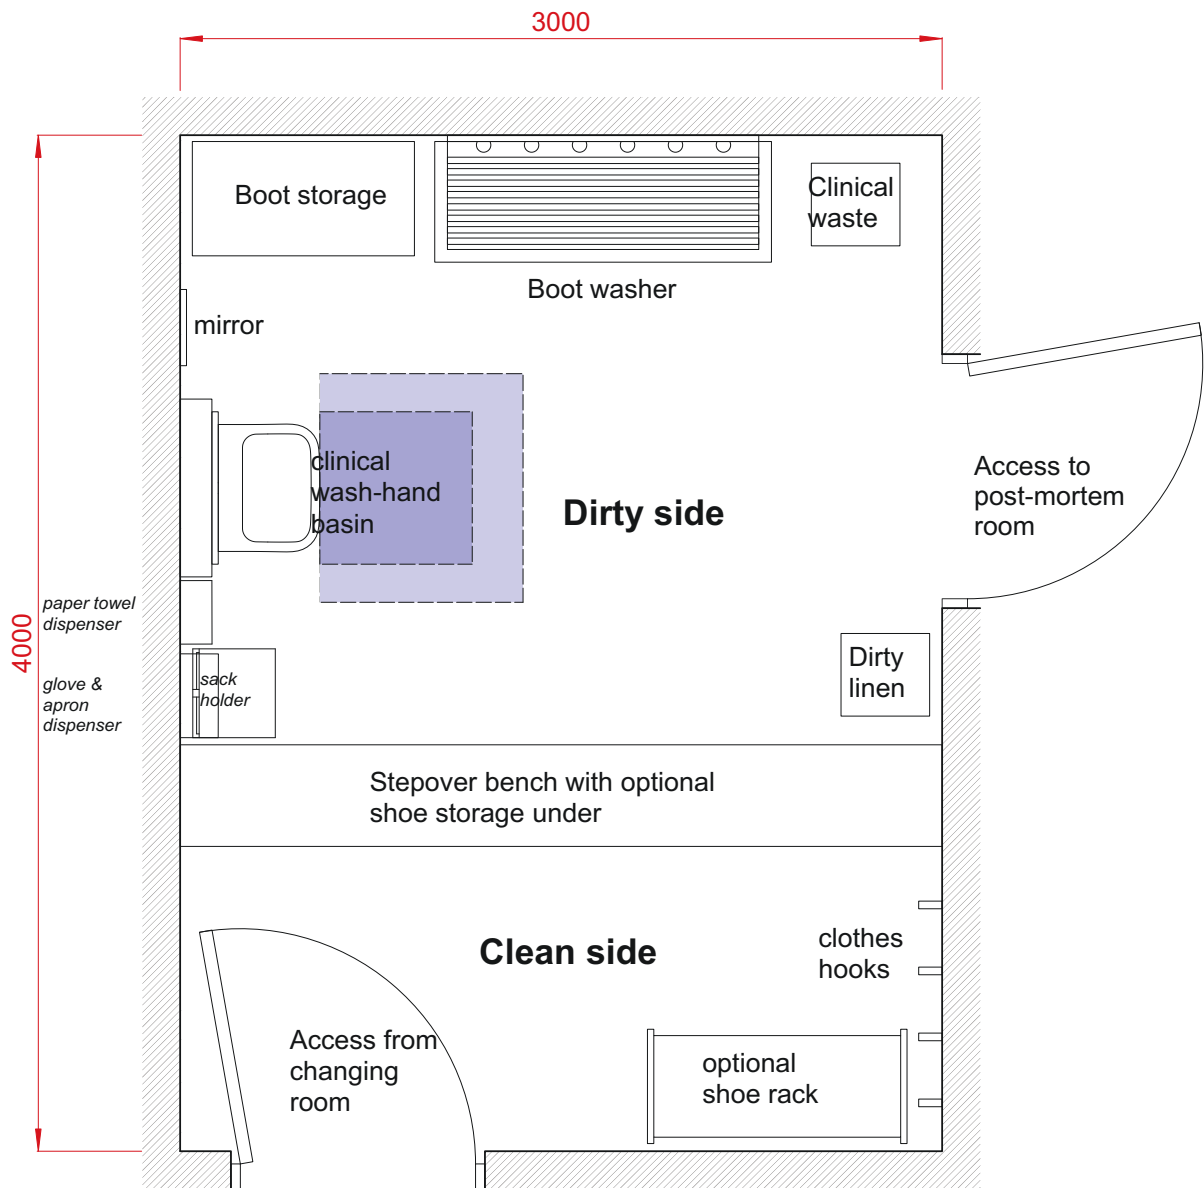 3000
Boot storage
Clinical
waste
Boot washer
mirror
clinical
wash-hand
basin
Dirty side
Access to
post-mortem
room
4000
paper towel
dispenser
glove &
apron
dispenser
sack
holder
Dirty
linen
Stepover bench with optional
shoe storage under
Clean side
clothes
hooks
Access from
changing
room
optional
shoe rack